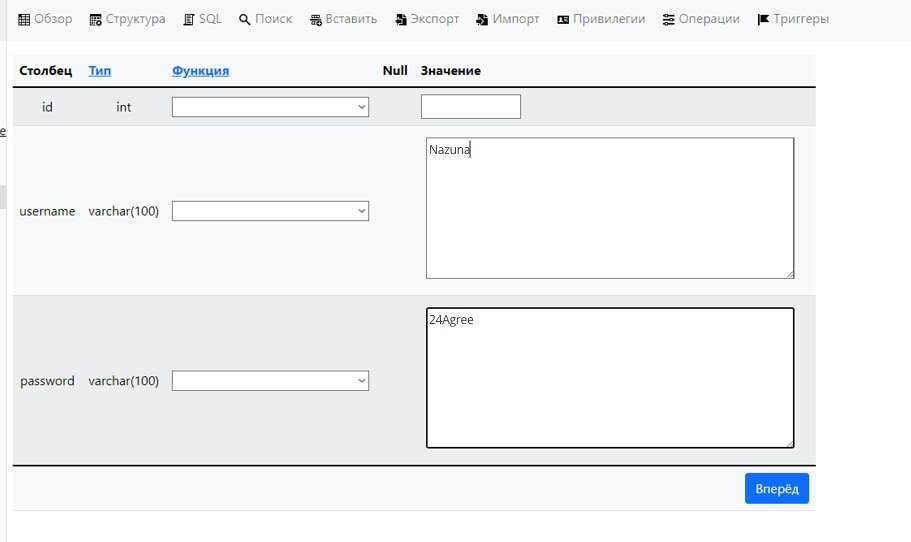 Обзор Структура SQL Поиск Вставить Экспорт Импорт Привилегии Операции Триггеры
Столбец Тип Функция Null Значение
id int
е
Nazuna
username varchar(100)
24Agree
password varchar(100)
Вперёд